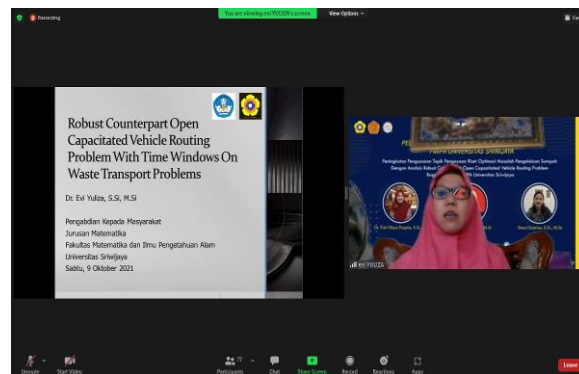 Recording
You are viewing evi YULIZA's screen
View Options
Robust Counterpart Open
Capacitated Vehicle Routing
Problem With Time Windows On
Waste Transport Problems
Dr. Evi Yuliza, S.Si, M.Si
Pengabdian Kepada Masyarakat
Jurusan Matematika
Fakultas Matematika dan Ilmu Pengetahuan Alam
Universitas Sriwijaya
Sabtu, 9 Oktober 2021
UNIVERSITAS SRIWIJAYA
evi YULIZA
Unmute
Start Video
77
Participants
Chat
Share Screen
Record
Reactions
Apps
Leave